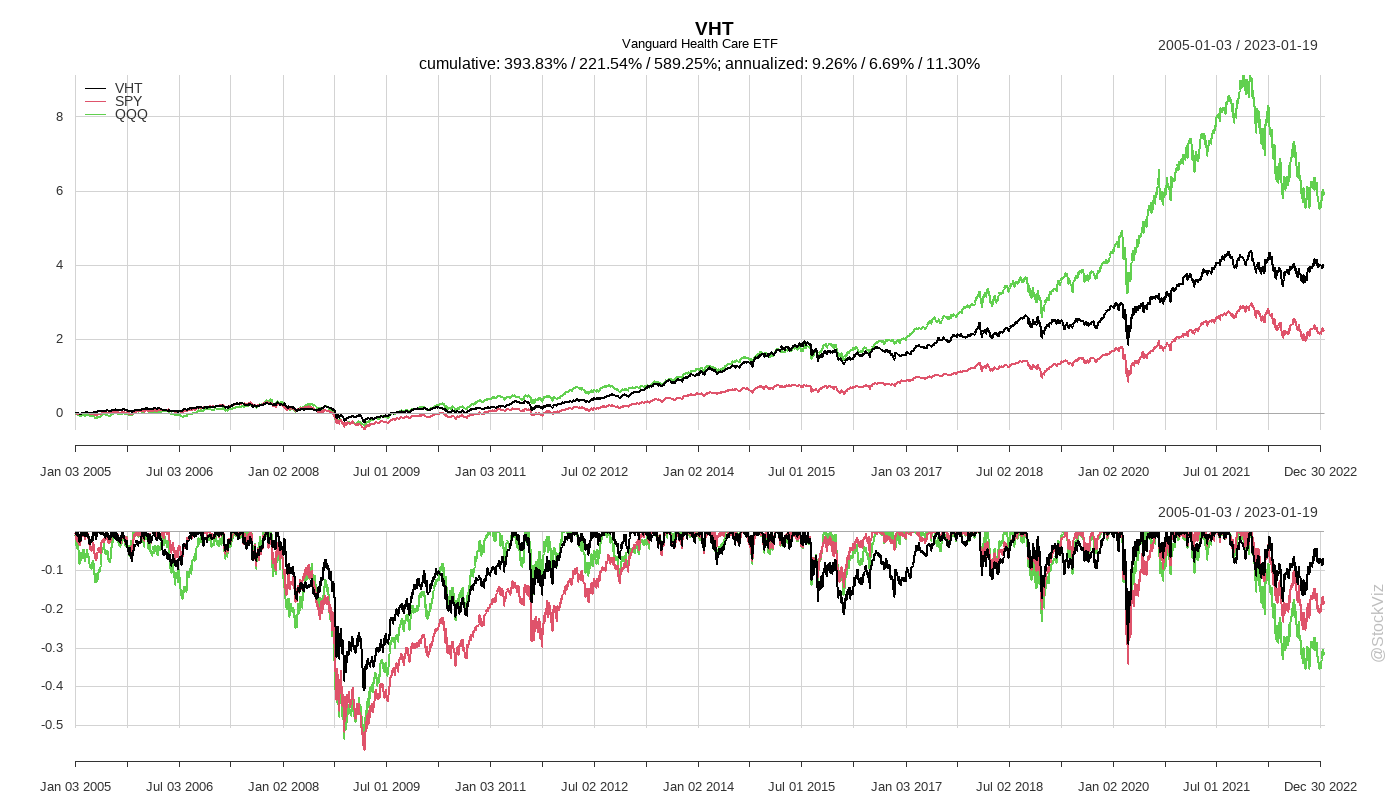 VHT
Vanguard Health Care ETF
2005-01-03 / 2023-01-19
cumulative: 393.83% / 221.54% / 589.25%; annualized: 9.26% / 6.69% / 11.30%
VHT
SPY
QQQ
8
6
4
2
0
Jan 03 2005 Jul 03 2006 Jan 02 2008 Jul 01 2009 Jan 03 2011 Jul 02 2012 Jan 02 2014 Jul 01 2015 Jan 03 2017 Jul 02 2018 Jan 02 2020 Jul 01 2021 Dec 30 2022
2005-01-03 / 2023-01-19
-0.1
-0.2
-0.3
-0.4
-0.5
Jan 03 2005 Jul 03 2006 Jan 02 2008 Jul 01 2009 Jan 03 2011 Jul 02 2012 Jan 02 2014 Jul 01 2015 Jan 03 2017 Jul 02 2018 Jan 02 2020 Jul 01 2021 Dec 30 2022
@StockViz